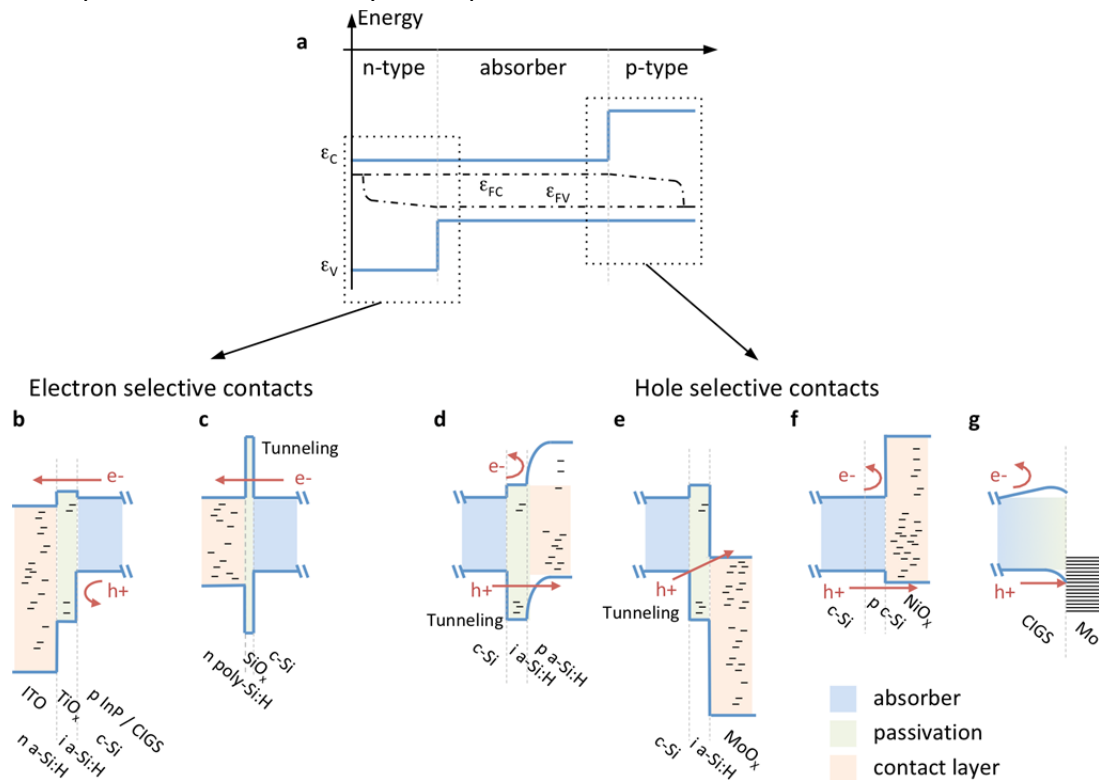 Energy
a
n-type absorber p-type
εC
εFC εFV
εV
Electron selective contacts
Hole selective contacts
b c d e f g
Tunneling
e-
e-
e-
e-
e-
h+
h+
h+
h+
h+
Tunneling
Tunneling
ITO
TiOx
p InP / CIGS
n a-Si:H
i a-Si:H
c-Si
n poly-Si:H
SiOx
c-Si
c-Si
i a-Si:H
p a-Si:H
c-Si
i a-Si:H
MoOx
c-Si
p c-Si
NiOx
CIGS
Mo
absorber
passivation
contact layer